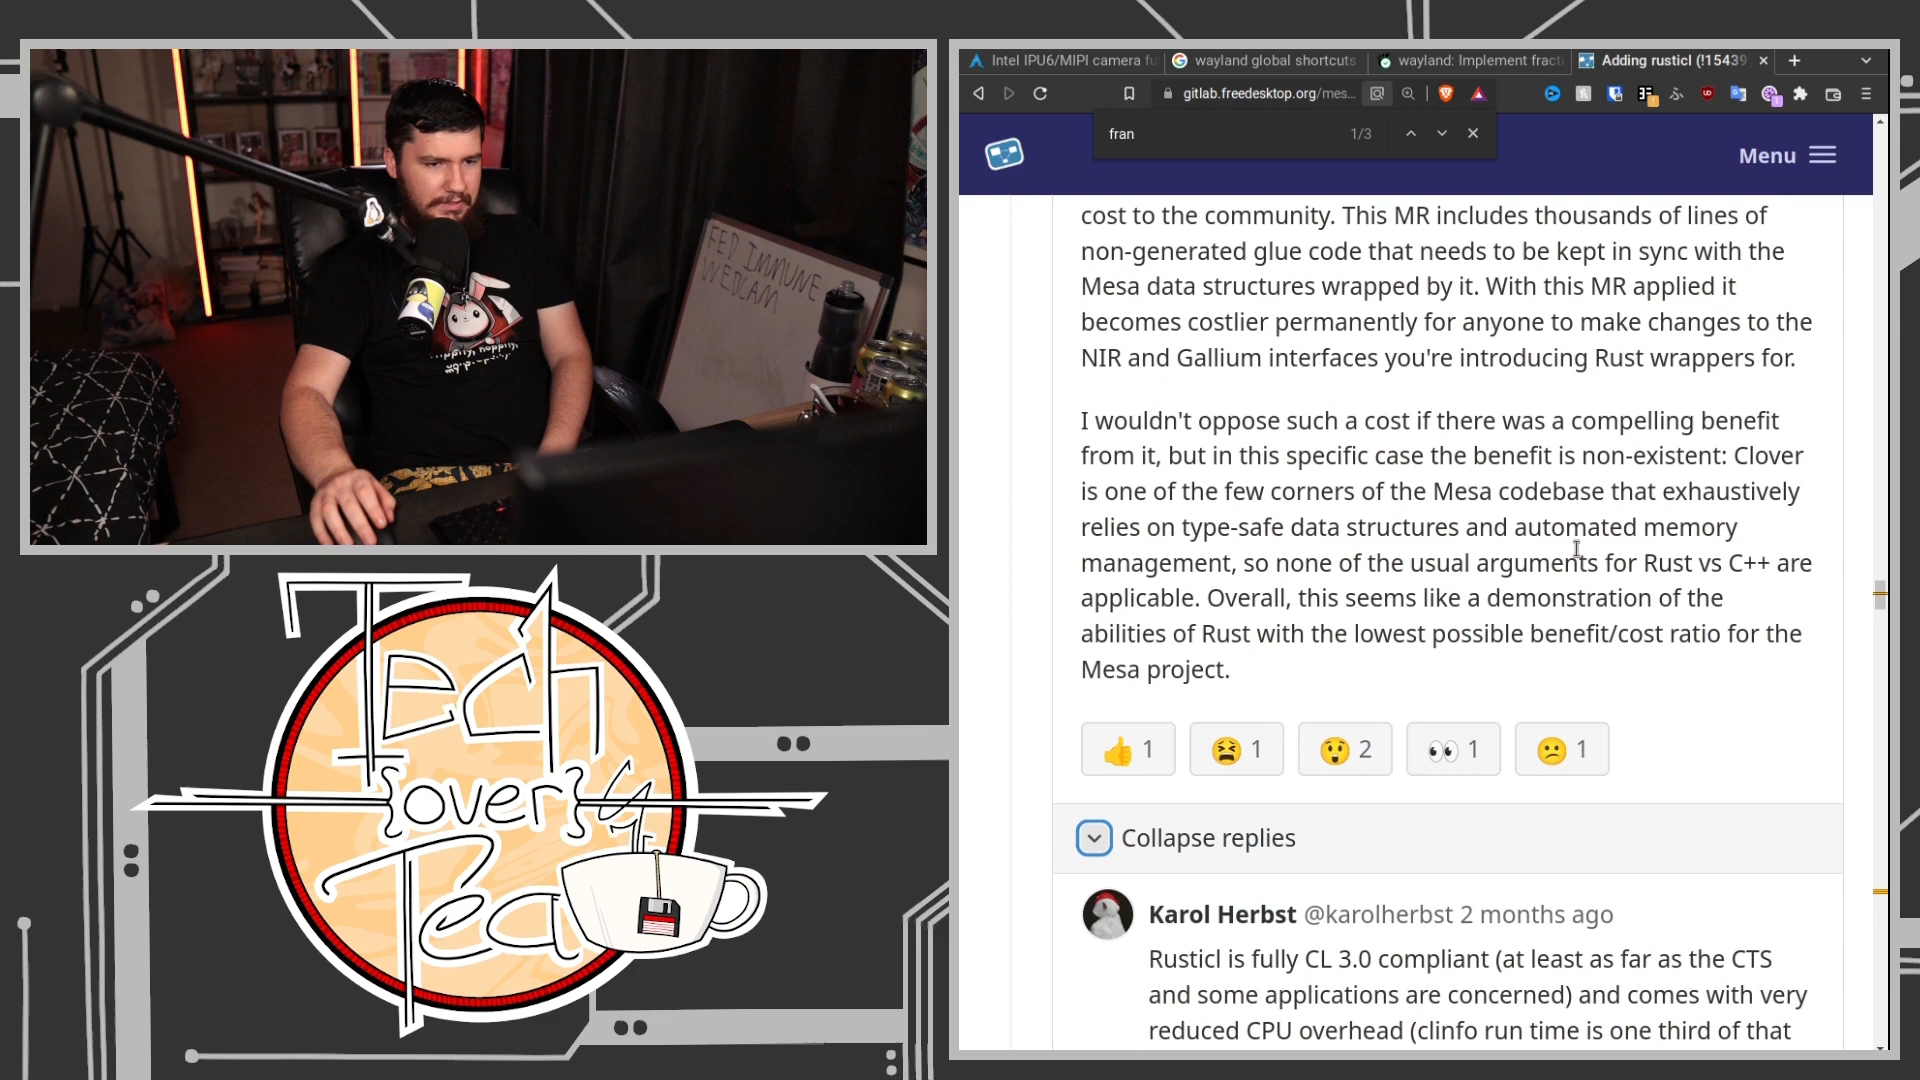 FED IMMUNE
WEBCAM
Tech
{over}
Tea
Intel IPU6/MIPI camera fu
wayland global shortcuts
wayland: Implement fract
Adding rusticl (!15439
gitlab.freedesktop.org/mes...
fran
1/3
Menu
cost to the community. This MR includes thousands of lines of
non-generated glue code that needs to be kept in sync with the
Mesa data structures wrapped by it. With this MR applied it
becomes costlier permanently for anyone to make changes to the
NIR and Gallium interfaces you're introducing Rust wrappers for.
I wouldn't oppose such a cost if there was a compelling benefit
from it, but in this specific case the benefit is non-existent: Clover
is one of the few corners of the Mesa codebase that exhaustively
relies on type-safe data structures and automated memory
management, so none of the usual arguments for Rust vs C++ are
applicable. Overall, this seems like a demonstration of the
abilities of Rust with the lowest possible benefit/cost ratio for the
Mesa project.
1 1 2 1 1
Collapse replies
Karol Herbst @karolherbst 2 months ago
Rusticl is fully CL 3.0 compliant (at least as far as the CTS
and some applications are concerned) and comes with very
reduced CPU overhead (clinfo run time is one third of that